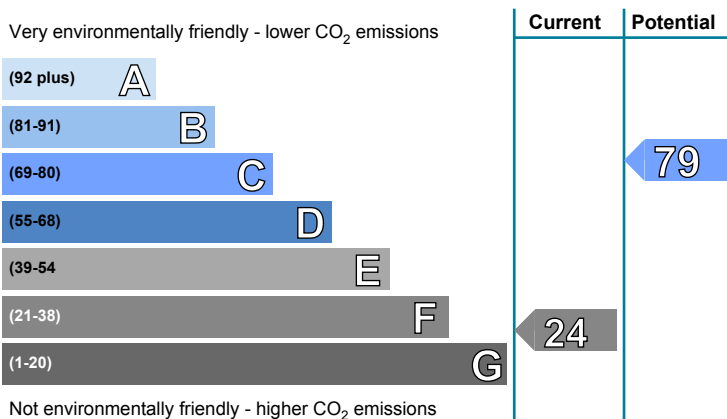 Current Potential
Very environmentally friendly - lower CO2 emissions
(92 plus) A
(81-91) B
(69-80) C
79
(55-68) D
(39-54 E
(21-38) F
24
(1-20) G
Not environmentally friendly - higher CO2 emissions